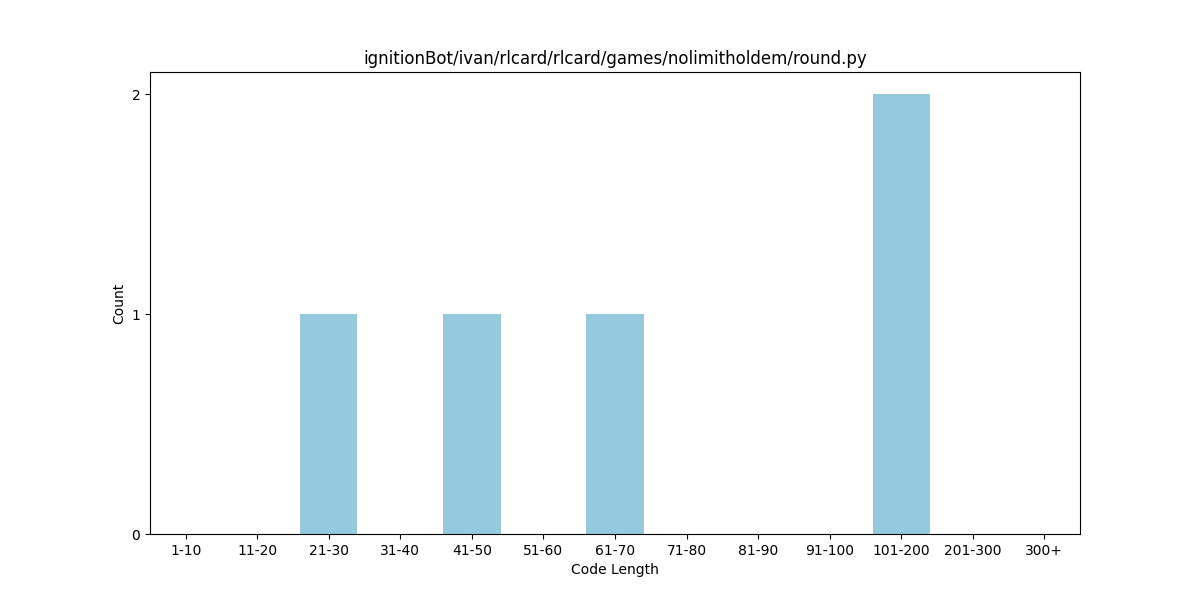 ignitionBot/ivan/rlcard/rlcard/games/nolimitholdem/round.py
Count
2
1
0
1-10 11-20 21-30 31-40 41-50 51-60 61-70 71-80 81-90 91-100 101-200 201-300 300+
Code Length